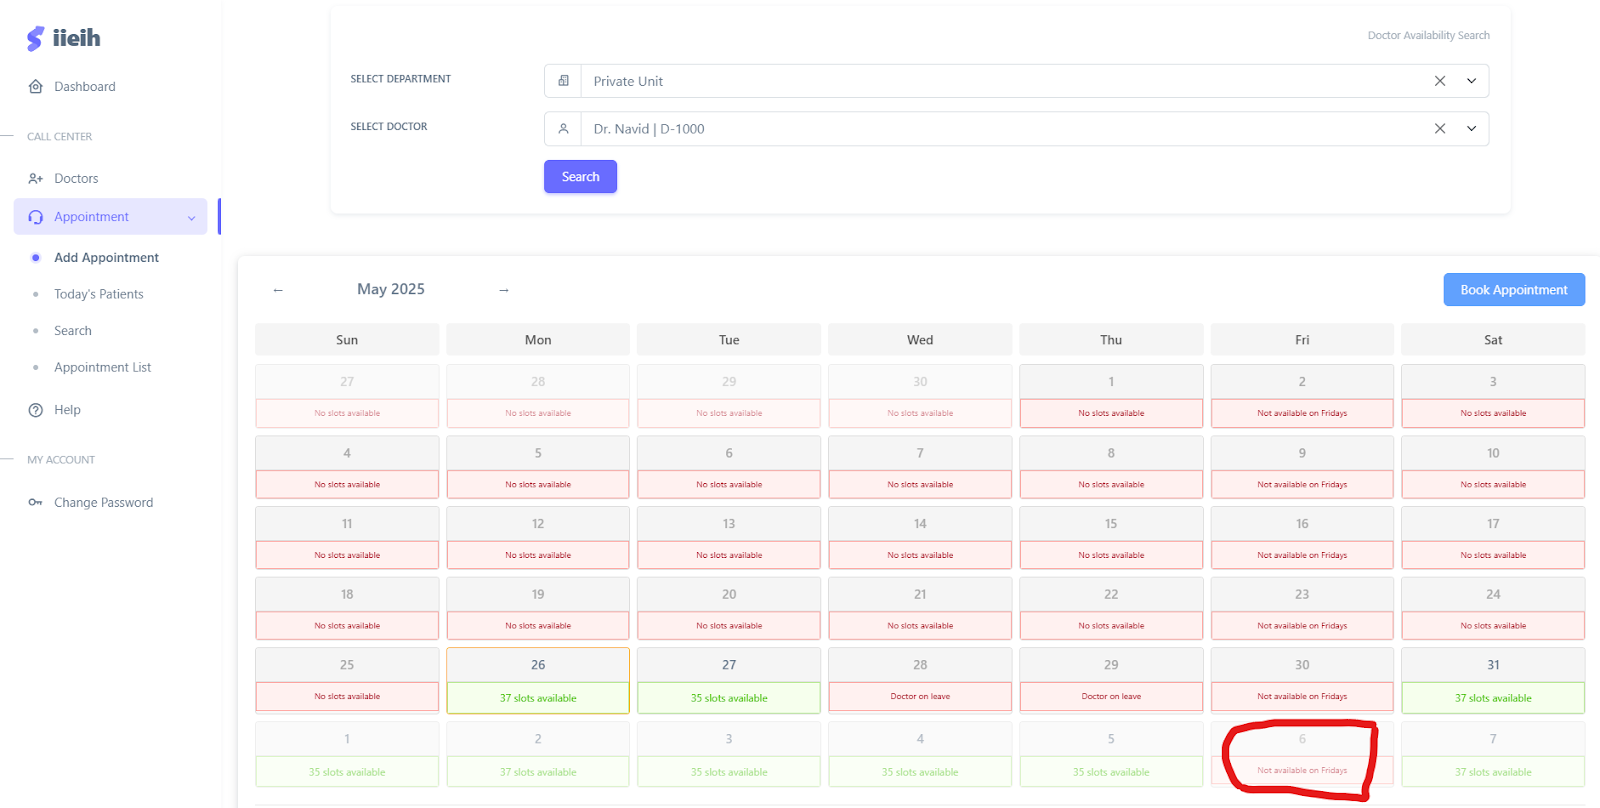 iieih
Dashboard
CALL CENTER
Doctors
Appointment
Add Appointment
Today's Patients
Search
Appointment List
Help
MY ACCOUNT
Change Password
Doctor Availability Search
SELECT DEPARTMENT
Private Unit
SELECT DOCTOR
Dr. Navid | D-1000
Search
← May 2025 →
Book Appointment
Sun Mon Tue Wed Thu Fri Sat
27 28 29 30 1 2 3
No slots available No slots available No slots available No slots available No slots available Not available on Fridays No slots available
4 5 6 7 8 9 10
No slots available No slots available No slots available No slots available No slots available Not available on Fridays No slots available
11 12 13 14 15 16 17
No slots available No slots available No slots available No slots available No slots available Not available on Fridays No slots available
18 19 20 21 22 23 24
No slots available No slots available No slots available No slots available No slots available Not available on Fridays No slots available
25 26 27 28 29 30 31
No slots available 37 slots available 35 slots available Doctor on leave Doctor on leave Not available on Fridays 37 slots available
1 2 3 4 5 6 7
35 slots available 37 slots available 35 slots available 35 slots available 35 slots available Not available on Fridays 37 slots available